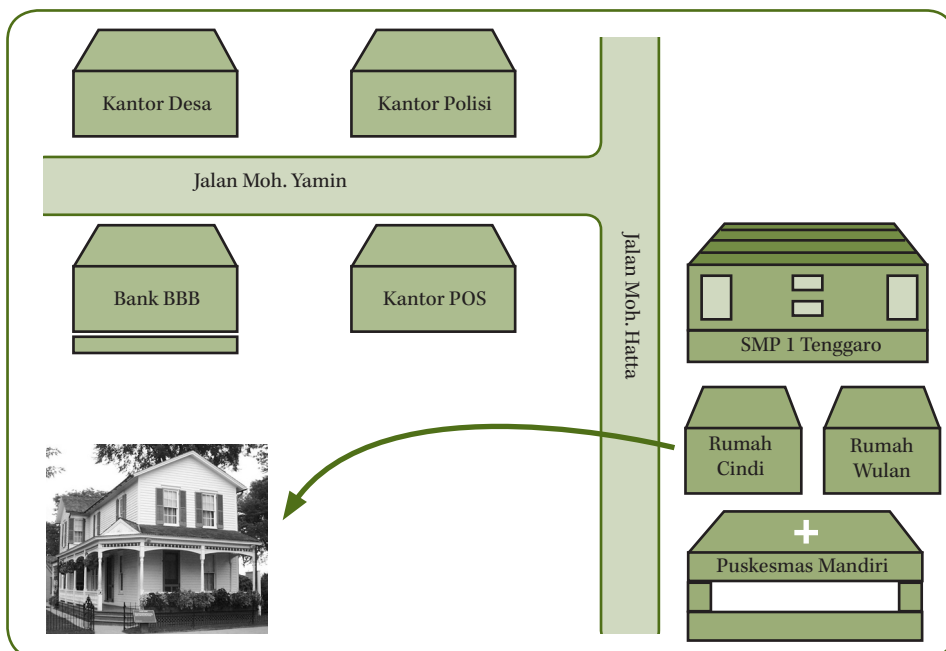 Kantor Desa
Kantor Polisi
Jalan Moh. Yamin
Bank BBB
Kantor POS
Jalan Moh. Hatta
SMP 1 Tenggaro
Rumah
Cindi
Rumah
Wulan
Puskesmas Mandiri